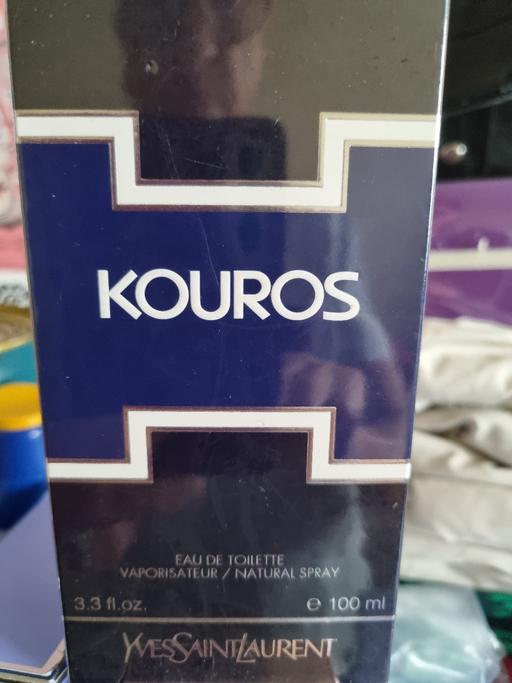 KOUROS
EAU DE TOILETTE
VAPORISATEUR / NATURAL SPRAY
3.3 fl.oz. ℮ 100 ml
YVESSAINTLAURENT